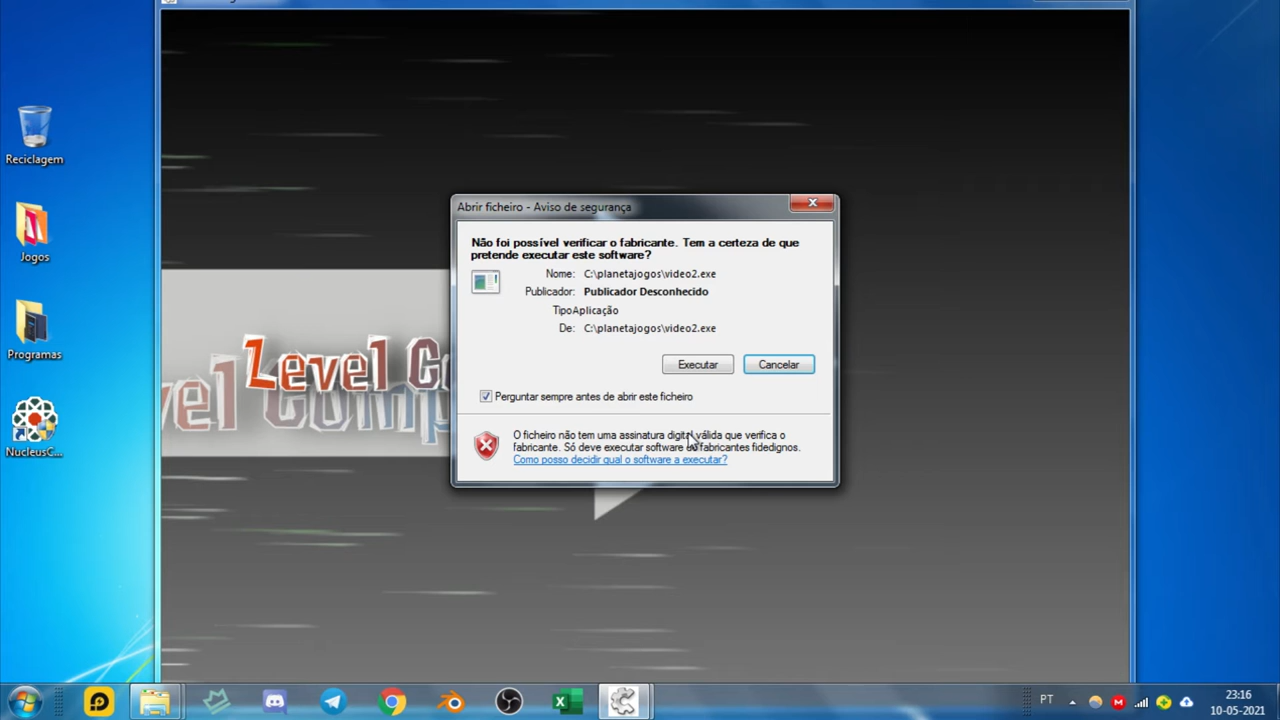 Abrir ficheiro - Aviso de segurança
Não foi possível verificar o fabricante. Tem a certeza de que
pretende executar este software?
Nome: C:\planetajogos\video2.exe
Publicador: Publicador Desconhecido
TipoAplicação
De: C:\planetajogos\video2.exe
Executar Cancelar
Perguntar sempre antes de abrir este ficheiro
O ficheiro não tem uma assinatura digital válida que verifica o
fabricante. Só deve executar software de fabricantes fidedignos.
Como posso decidir qual o software a executar?
Reciclagem
Jogos
Programas
NucleusC...
Level
PT
23:16
10-05-2021